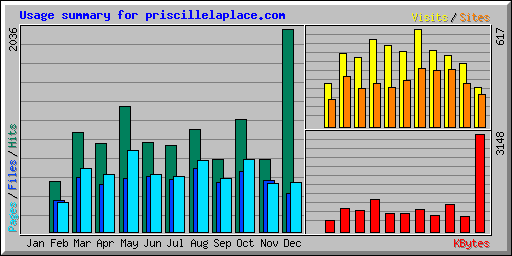 Usage summary for priscillelaplace.com
Visits / Sites
2036
617
Pages / Files / Hits
3148
Jan Feb Mar Apr May Jun Jul Aug Sep Oct Nov Dec
KBytes